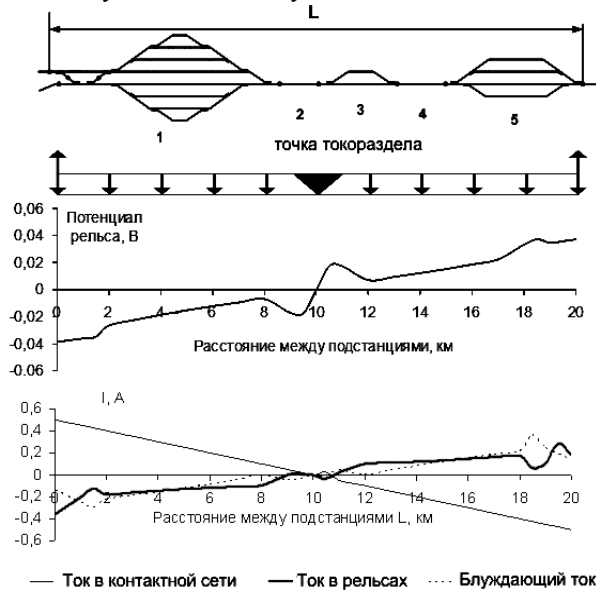 L
1
2
3
4
5
точка токораздела
Потенциал
рельса, В
0,06
0,04
0,02
0
-0,02
-0,04
-0.06
0 2 4 6 8 10 12 14 16 18 20
Расстояние между подстанциями, км
I, A
0,6
0,4
0,2
0
-0,2
-0,4
-0,6
0 2 4 6 8 10 12 14 16 18 20
Расстояние между подстанциями L, км
Ток в контактной сети Ток в рельсах Блуждающий ток